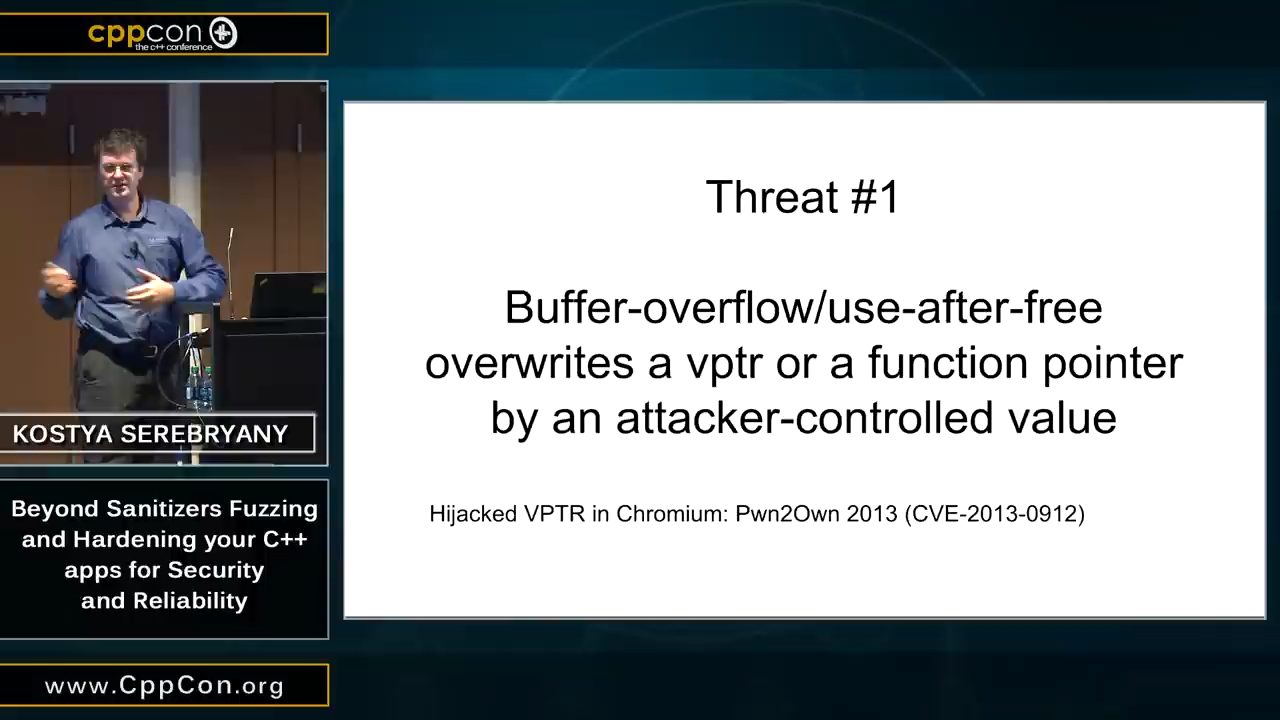 cppcon
the c++ conference
KOSTYA SEREBRYANY
Beyond Sanitizers Fuzzing
and Hardening your C++
apps for Security
and Reliability
www.CppCon.org
Threat #1
Buffer-overflow/use-after-free
overwrites a vptr or a function pointer
by an attacker-controlled value
Hijacked VPTR in Chromium: Pwn2Own 2013 (CVE-2013-0912)